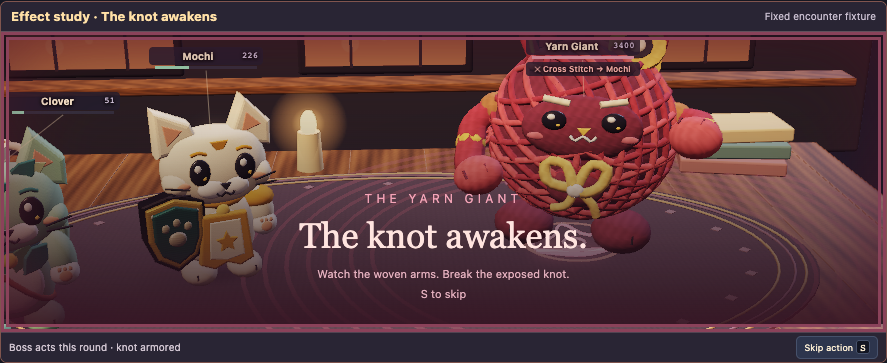 Effect study · The knot awakens
Fixed encounter fixture
Mochi 226
Yarn Giant 3400
× Cross Stitch → Mochi
Clover 51
THE YARN GIANT
The knot awakens.
Watch the woven arms. Break the exposed knot.
S to skip
Boss acts this round · knot armored
Skip action S